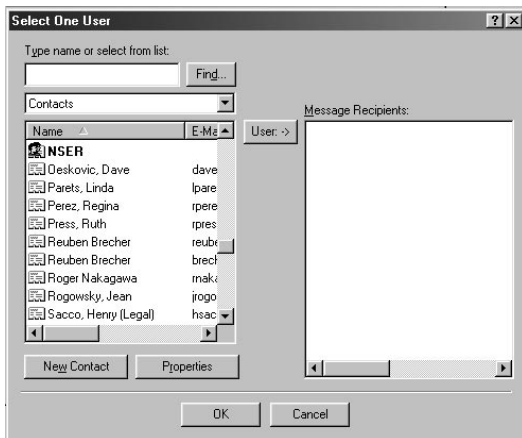 Select One User
Type name or select from list:
Find...
Contacts
Name E-Ma
User: ->
Message Recipients:
NSER
Oeskovic, Dave dave
Parets, Linda lpare
Perez, Regina rpere
Press, Ruth rpres
Reuben Brecher reube
Reuben Brecher brech
Roger Nakagawa rnaka
Rogowsky, Jean jrogo
Sacco, Henry (Legal) hsac
New Contact Properties
OK Cancel